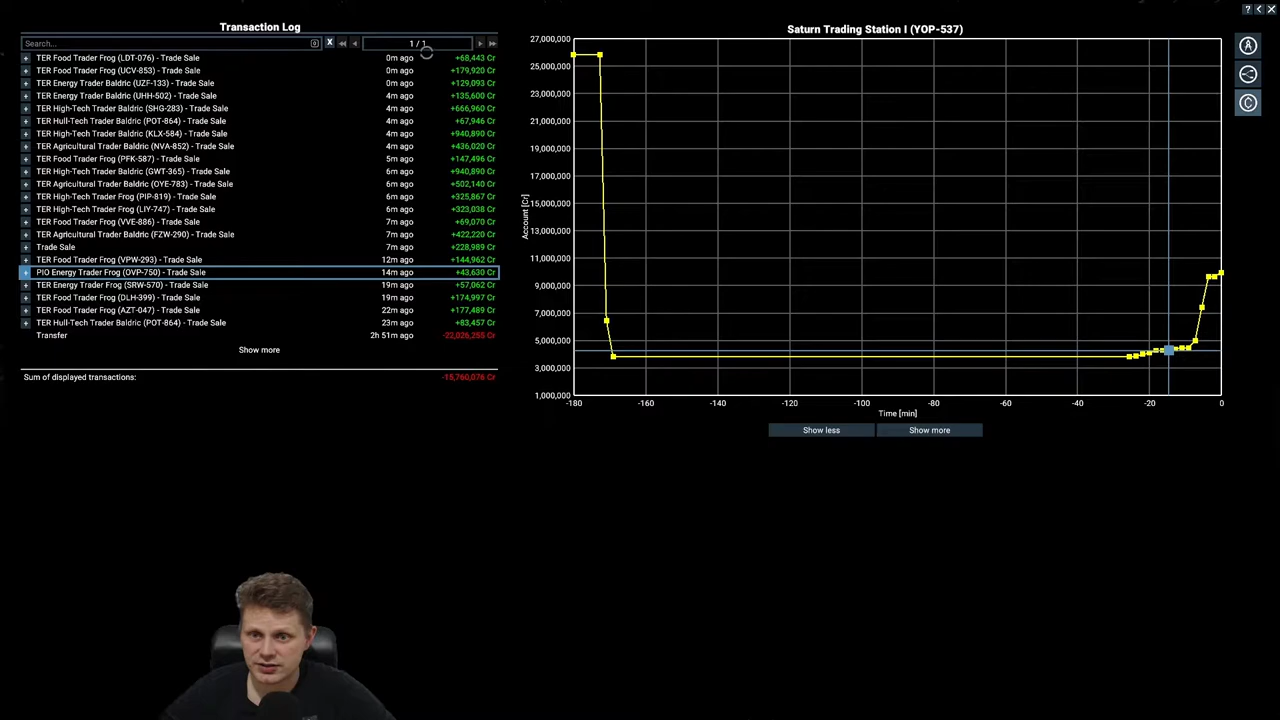 ? < X
Transaction Log
Saturn Trading Station I (YOP-537)
Search... 0 X 1 / 1
+ TER Food Trader Frog (LDT-076) - Trade Sale 0m ago +68,443 Cr
+ TER Food Trader Frog (UCV-853) - Trade Sale 0m ago +179,920 Cr
+ TER Energy Trader Baldric (UZF-133) - Trade Sale 0m ago +129,093 Cr
+ TER Energy Trader Baldric (UHH-502) - Trade Sale 4m ago +135,600 Cr
+ TER High-Tech Trader Baldric (SHG-283) - Trade Sale 4m ago +666,960 Cr
+ TER Hull-Tech Trader Baldric (POT-864) - Trade Sale 4m ago +67,946 Cr
+ TER High-Tech Trader Baldric (KLX-584) - Trade Sale 4m ago +940,890 Cr
+ TER Agricultural Trader Baldric (NVA-852) - Trade Sale 4m ago +436,020 Cr
+ TER Food Trader Frog (PFK-587) - Trade Sale 5m ago +147,496 Cr
+ TER High-Tech Trader Baldric (GWT-365) - Trade Sale 6m ago +940,890 Cr
+ TER Agricultural Trader Baldric (OYE-783) - Trade Sale 6m ago +502,140 Cr
+ TER High-Tech Trader Frog (PIP-819) - Trade Sale 6m ago +325,867 Cr
+ TER High-Tech Trader Frog (LIY-747) - Trade Sale 6m ago +323,038 Cr
+ TER Food Trader Frog (VVE-886) - Trade Sale 7m ago +69,070 Cr
+ TER Agricultural Trader Baldric (FZW-290) - Trade Sale 7m ago +422,220 Cr
+ Trade Sale 7m ago +228,989 Cr
+ TER Food Trader Frog (VPW-293) - Trade Sale 12m ago +144,962 Cr
+ PIO Energy Trader Frog (OVP-750) - Trade Sale 14m ago +43,630 Cr
+ TER Energy Trader Frog (SRW-570) - Trade Sale 19m ago +57,062 Cr
+ TER Food Trader Frog (DLH-399) - Trade Sale 19m ago +174,997 Cr
+ TER Food Trader Frog (AZT-047) - Trade Sale 22m ago +177,489 Cr
+ TER Hull-Tech Trader Baldric (POT-864) - Trade Sale 23m ago +83,457 Cr
Transfer 2h 51m ago -22,026,255 Cr
Show more
Sum of displayed transactions: -15,760,076 Cr
Account [Cr]
27,000,000
25,000,000
23,000,000
21,000,000
19,000,000
17,000,000
15,000,000
13,000,000
11,000,000
9,000,000
7,000,000
5,000,000
3,000,000
1,000,000
-180 -160 -140 -120 -100 -80 -60 -40 -20 0
Time [min]
Show less Show more
A
C